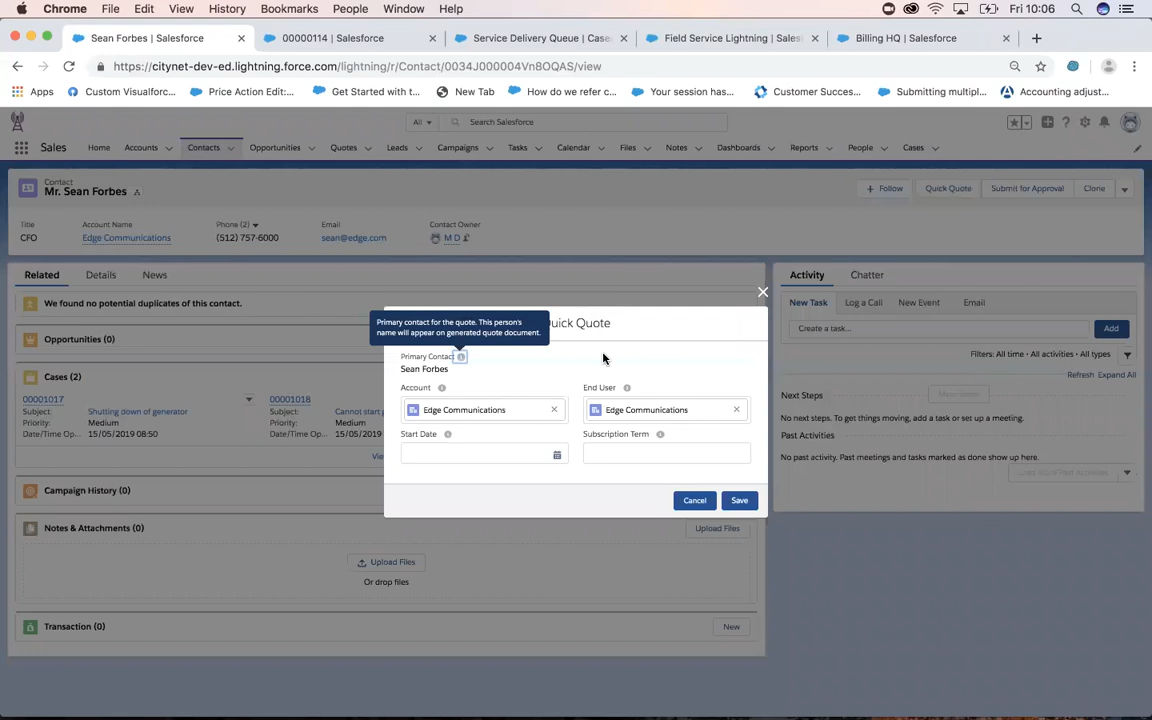 Chrome File Edit View History Bookmarks People Window Help Fri 10:06
Sean Forbes | Salesforce 00000114 | Salesforce Service Delivery Queue | Case Field Service Lightning | Sales Billing HQ | Salesforce
https://citynet-dev-ed.lightning.force.com/lightning/r/Contact/0034J000004Vn8OQAS/view
Apps Custom Visualforc... Price Action Edit:... Get Started with t... New Tab How do we refer c... Your session has... Customer Succes... Submitting multipl... Accounting adjust...
All Search Salesforce
Sales Home Accounts Contacts Opportunities Quotes Leads Campaigns Tasks Calendar Files Notes Dashboards Reports People Cases
Contact
Mr. Sean Forbes
Follow Quick Quote Submit for Approval Clone
Title Account Name Phone (2) Email Contact Owner
CFO Edge Communications (512) 757-6000 sean@edge.com M D
Related Details News
We found no potential duplicates of this contact.
Opportunities (0)
Cases (2)
00001017 00001018
Subject: Shutting down of generator Subject: Cannot start g
Priority: Medium Priority: Medium
Date/Time Op... 15/05/2019 08:50 Date/Time Op... 15/05/2019
Campaign History (0)
Notes & Attachments (0) Upload Files
Upload Files
Or drop files
Transaction (0) New
Quick Quote
Primary contact for the quote. This person's
name will appear on generated quote document.
Primary Contact
Sean Forbes
Account End User
Edge Communications Edge Communications
Start Date Subscription Term
Cancel Save
Activity Chatter
New Task Log a Call New Event Email
Create a task... Add
Filters: All time • All activities • All types
Refresh Expand All
Next Steps
No next steps. To get things moving, add a task or set up a meeting.
Past Activities
No past activity. Past meetings and tasks marked as done show up here.